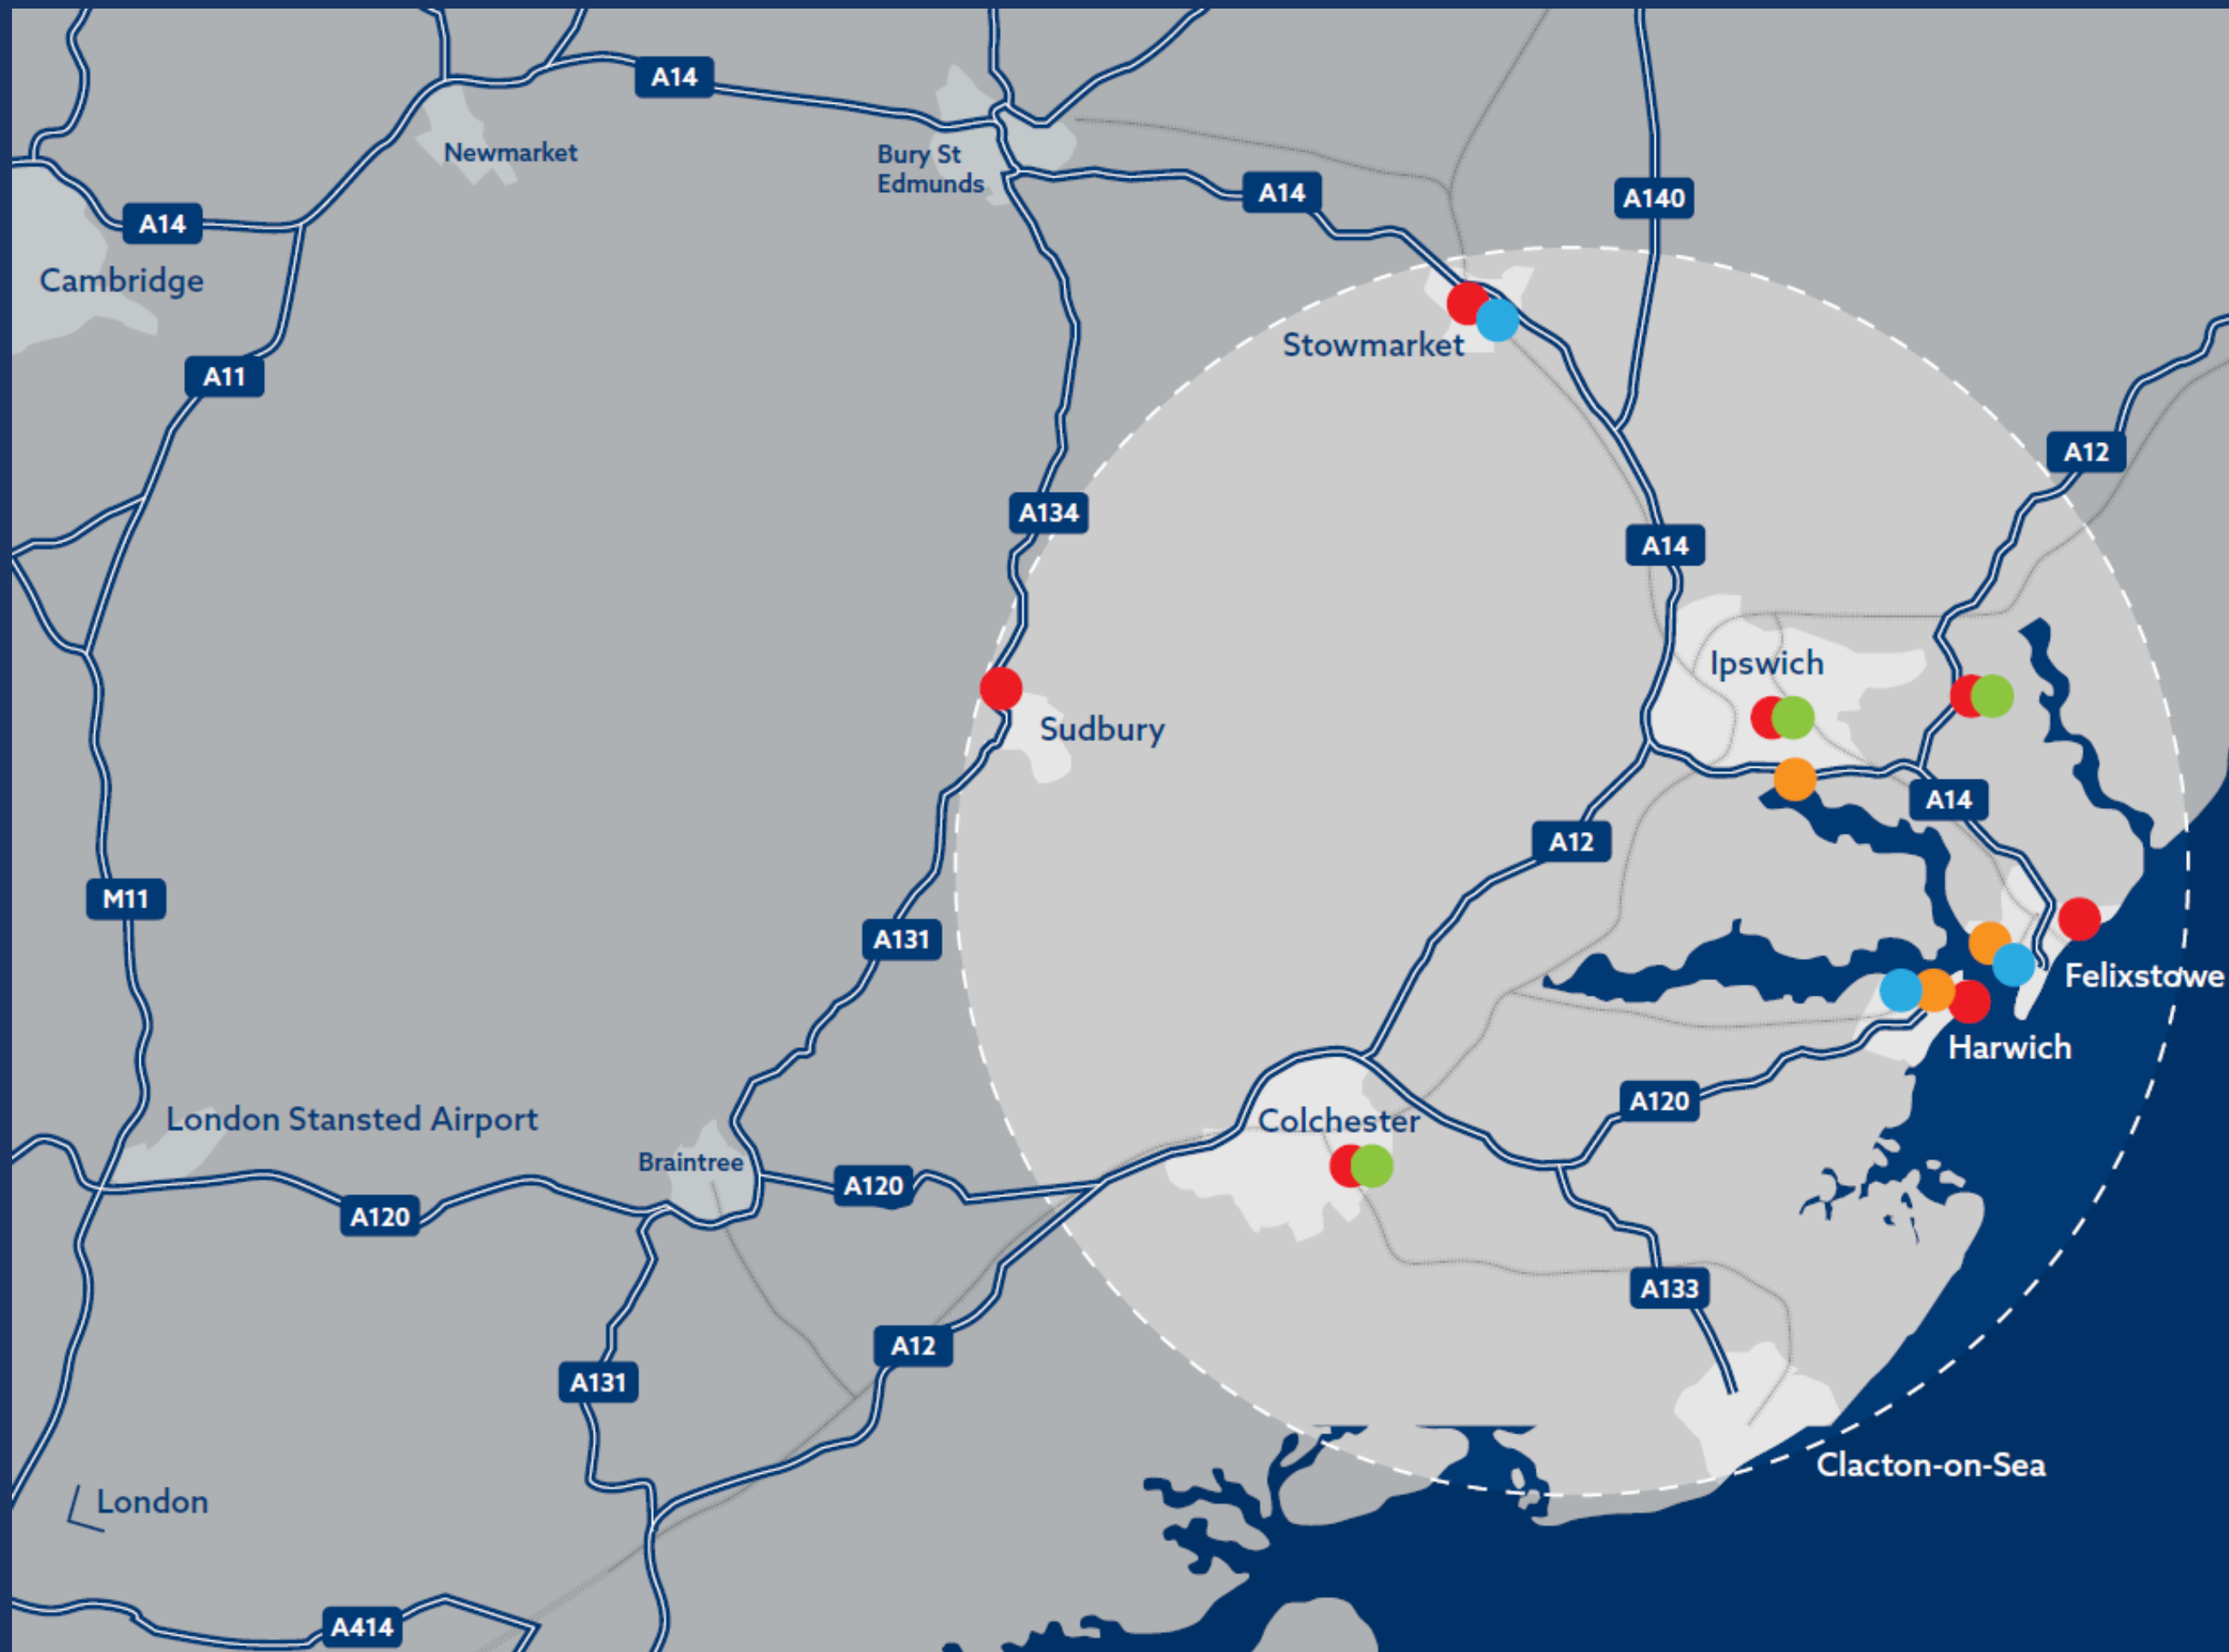 A14
Newmarket
Bury St
Edmunds
A14
A140
A14
Cambridge
Stowmarket
A11
A12
A134
A14
Ipswich
Sudbury
A14
A12
M11
A131
Felixstowe
Harwich
A120
London Stansted Airport
Colchester
Braintree
A120
A120
A133
A12
A131
Clacton-on-Sea
London
A414